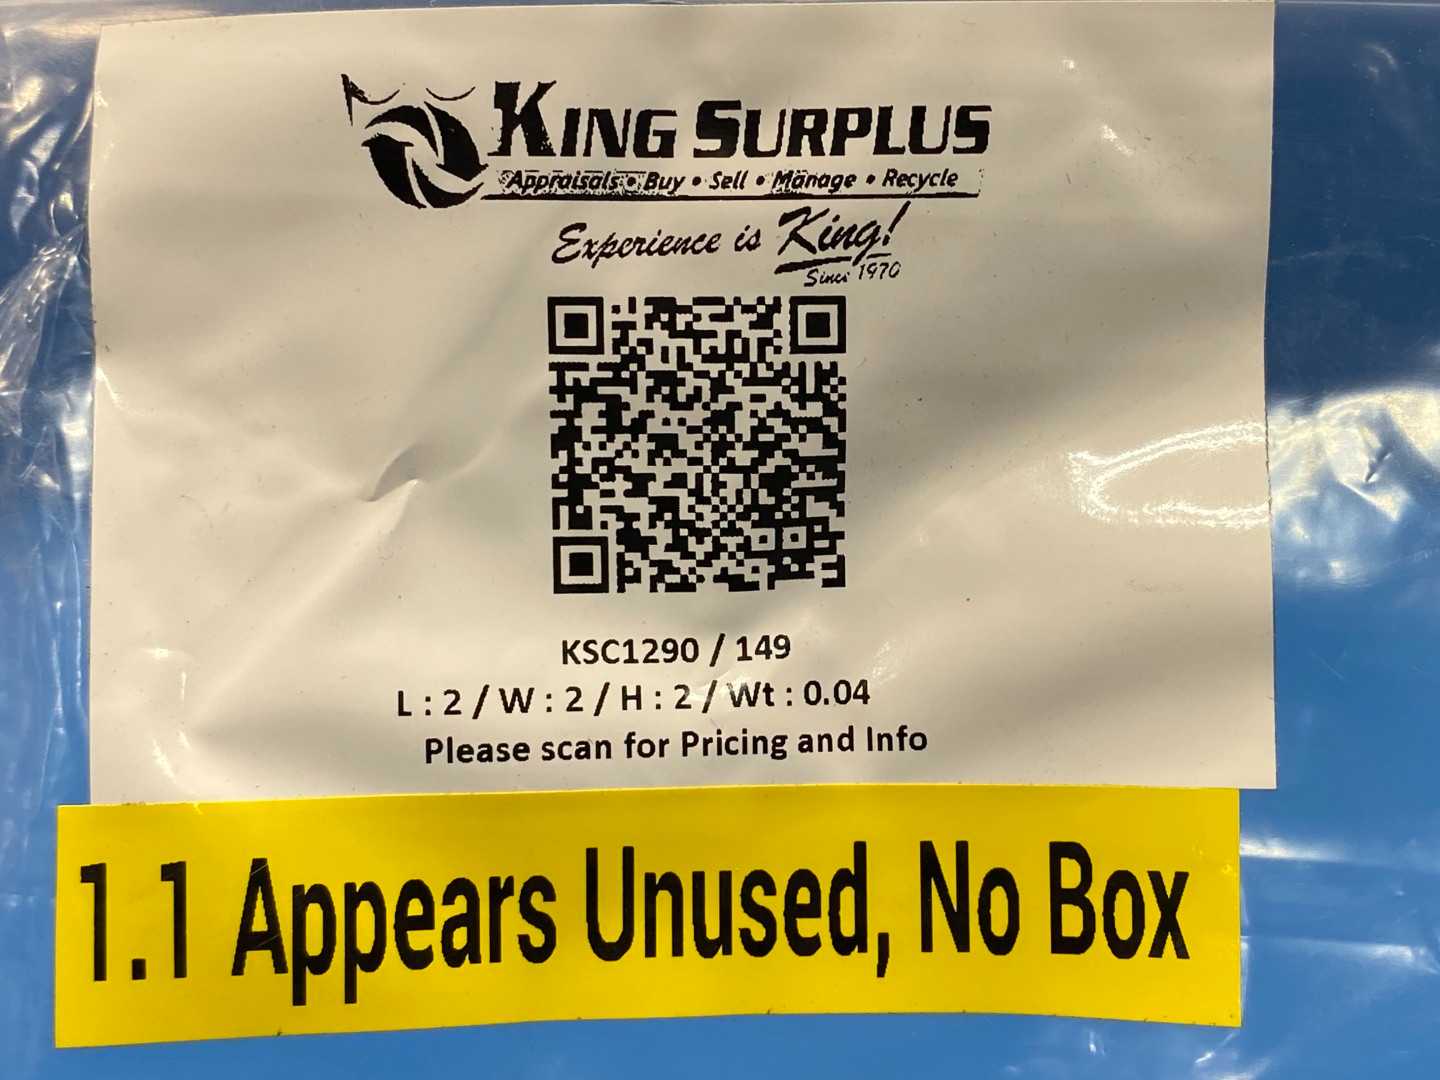 KING SURPLUS
Appraisals • Buy • Sell • Manage • Recycle
Experience is King!
Since 1970
KSC1290 / 149
L : 2 / W : 2 / H : 2 / Wt : 0.04
Please scan for Pricing and Info
1.1 Appears Unused, No Box